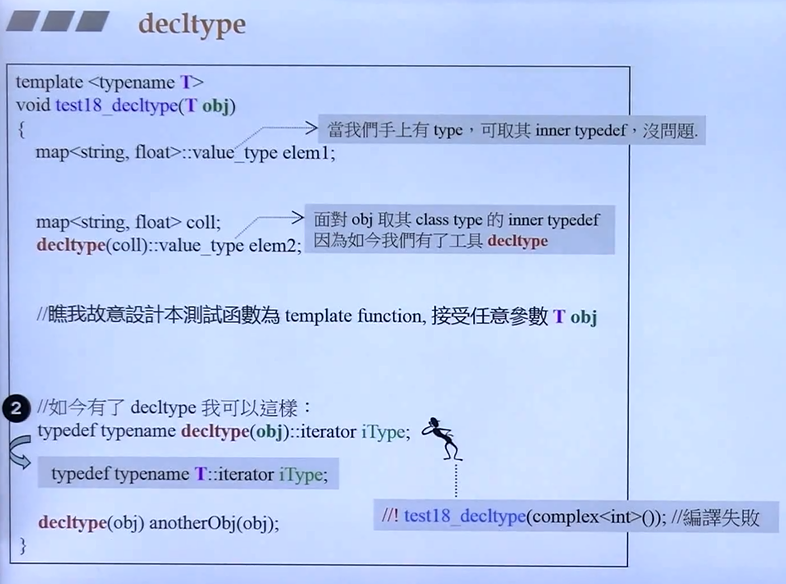 decltype
template <typename T>
void test18_decltype(T obj)
{
當我們手上有 type，可取其 inner typedef，沒問題.
map<string, float>::value_type elem1;
map<string, float> coll;
decltype(coll)::value_type elem2;
面對 obj 取其 class type 的 inner typedef
因為如今我們有了工具 decltype
//瞧我故意設計本測試函數為 template function, 接受任意參數 T obj
2 //如今有了 decltype 我可以這樣：
typedef typename decltype(obj)::iterator iType;
typedef typename T::iterator iType;
decltype(obj) anotherObj(obj);
//! test18_decltype(complex<int>()); //編譯失敗
}